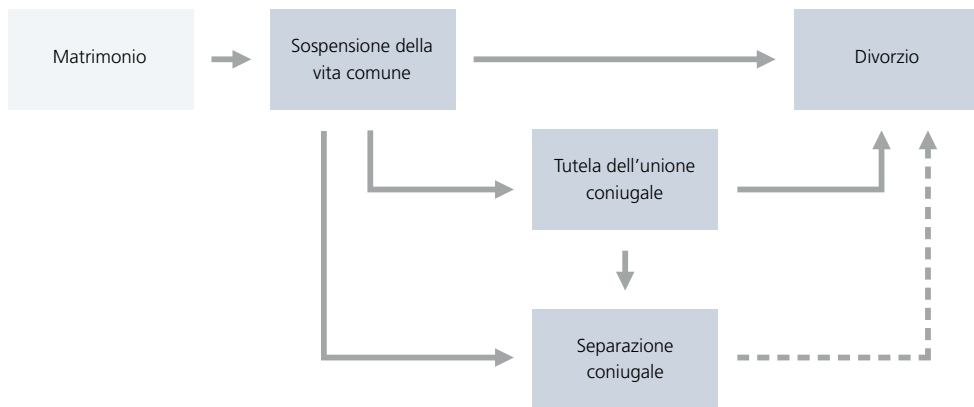 Matrimonio
Sospensione della
vita comune
Divorzio
Tutela dell'unione
coniugale
Separazione
coniugale